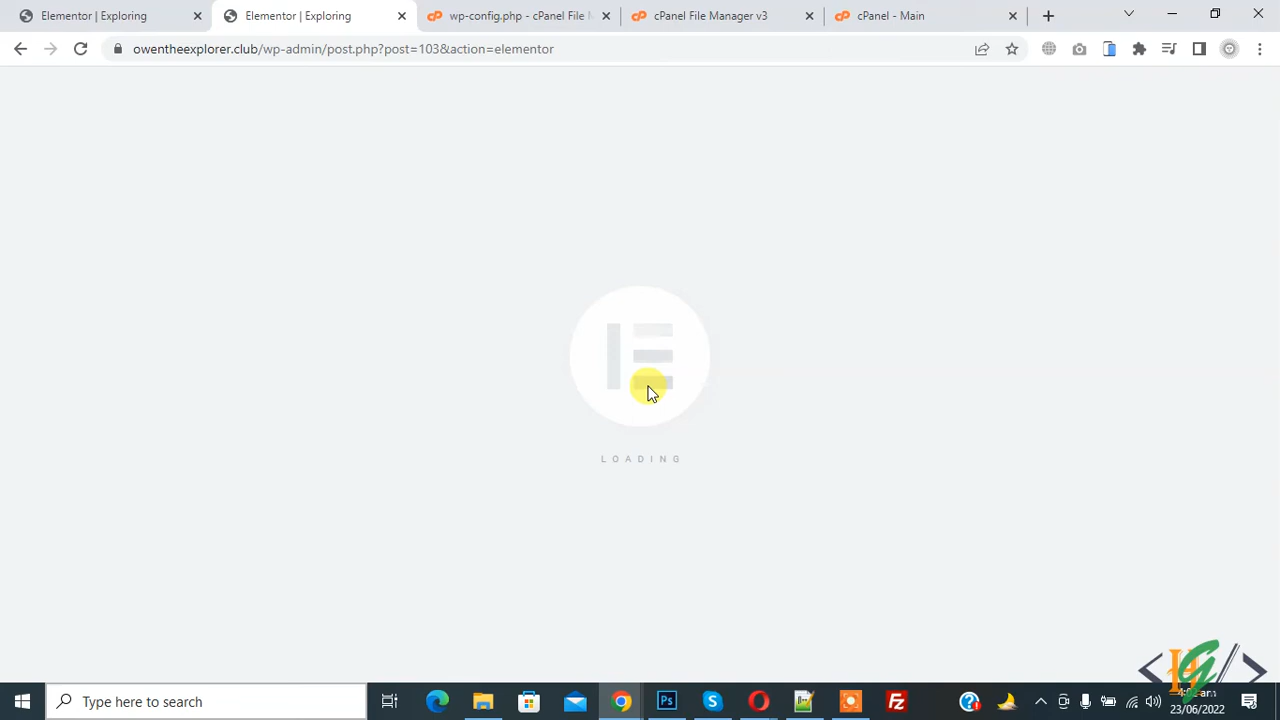 Elementor | Exploring
Elementor | Exploring
wp-config.php - cPanel File M
cPanel File Manager v3
cPanel - Main
owentheexplorer.club/wp-admin/post.php?post=103&action=elementor
LOADING
Type here to search
23/06/2022